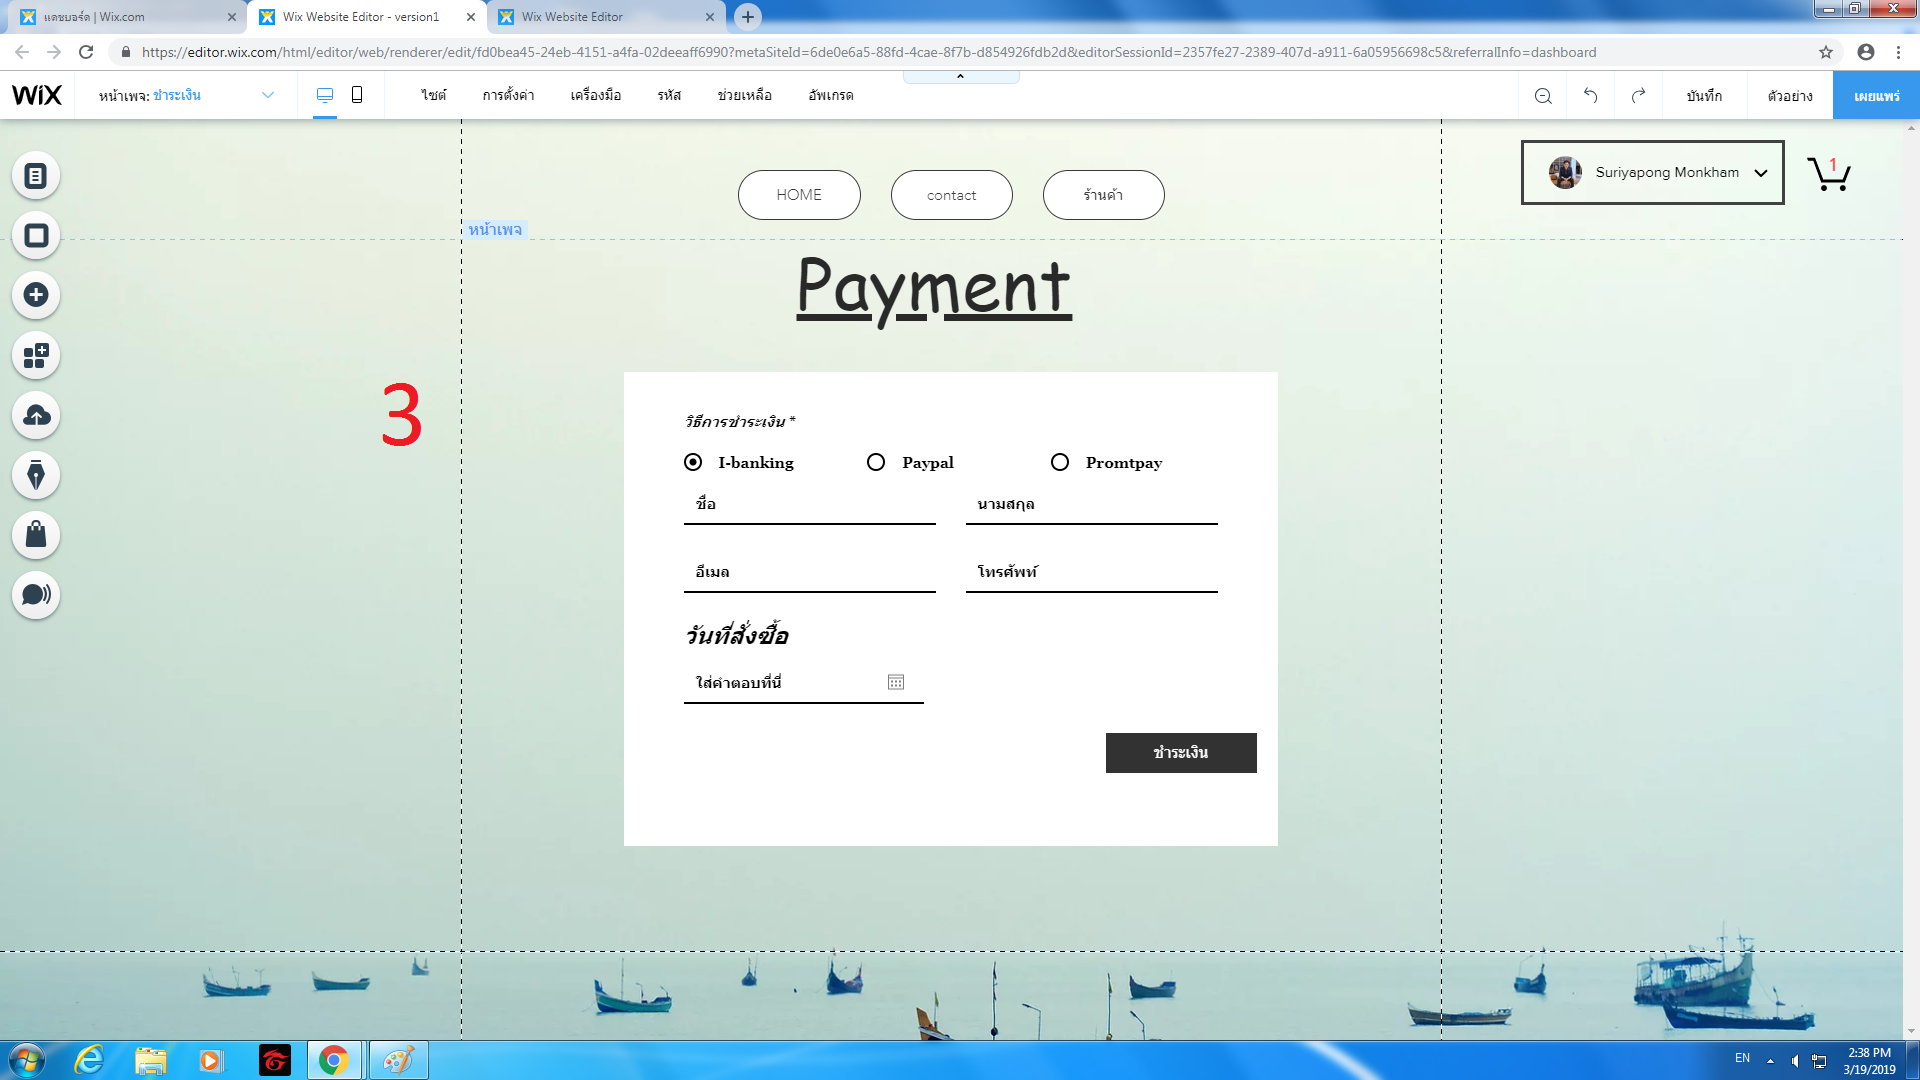 แดชบอร์ด | Wix.com
Wix Website Editor - version1
Wix Website Editor
https://editor.wix.com/html/editor/web/renderer/edit/fd0bea45-24eb-4151-a4fa-02deeaff6990?metaSiteId=6de0e6a5-88fd-4cae-8f7b-d854926fdb2d&editorSessionId=2357fe27-2389-407d-a911-6a05956698c5&referralInfo=dashboard
WiX
หน้าเพจ: ชำระเงิน
ไซต์
การตั้งค่า
เครื่องมือ
รหัส
ช่วยเหลือ
อัพเกรด
บันทึก
ตัวอย่าง
เผยแพร่
HOME
contact
ร้านค้า
Suriyapong Monkham
1
หน้าเพจ
Payment
3
วิธีการชำระเงิน *
I-banking
Paypal
Promtpay
ชื่อ
นามสกุล
อีเมล
โทรศัพท์
วันที่สั่งซื้อ
ใส่คำตอบที่นี่
ชำระเงิน
EN
2:38 PM
3/19/2019